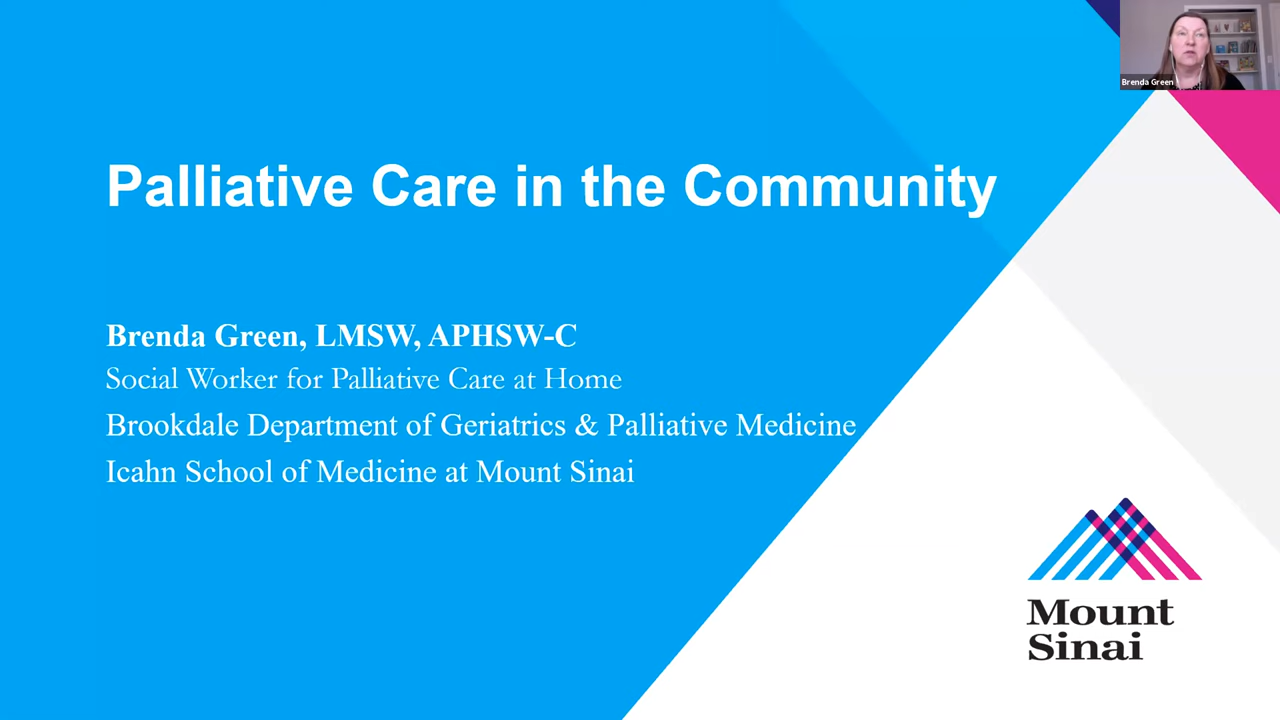 Brenda Green
Palliative Care in the Community
Brenda Green, LMSW, APHSW-C
Social Worker for Palliative Care at Home
Brookdale Department of Geriatrics & Palliative Medicine
Icahn School of Medicine at Mount Sinai
Mount
Sinai